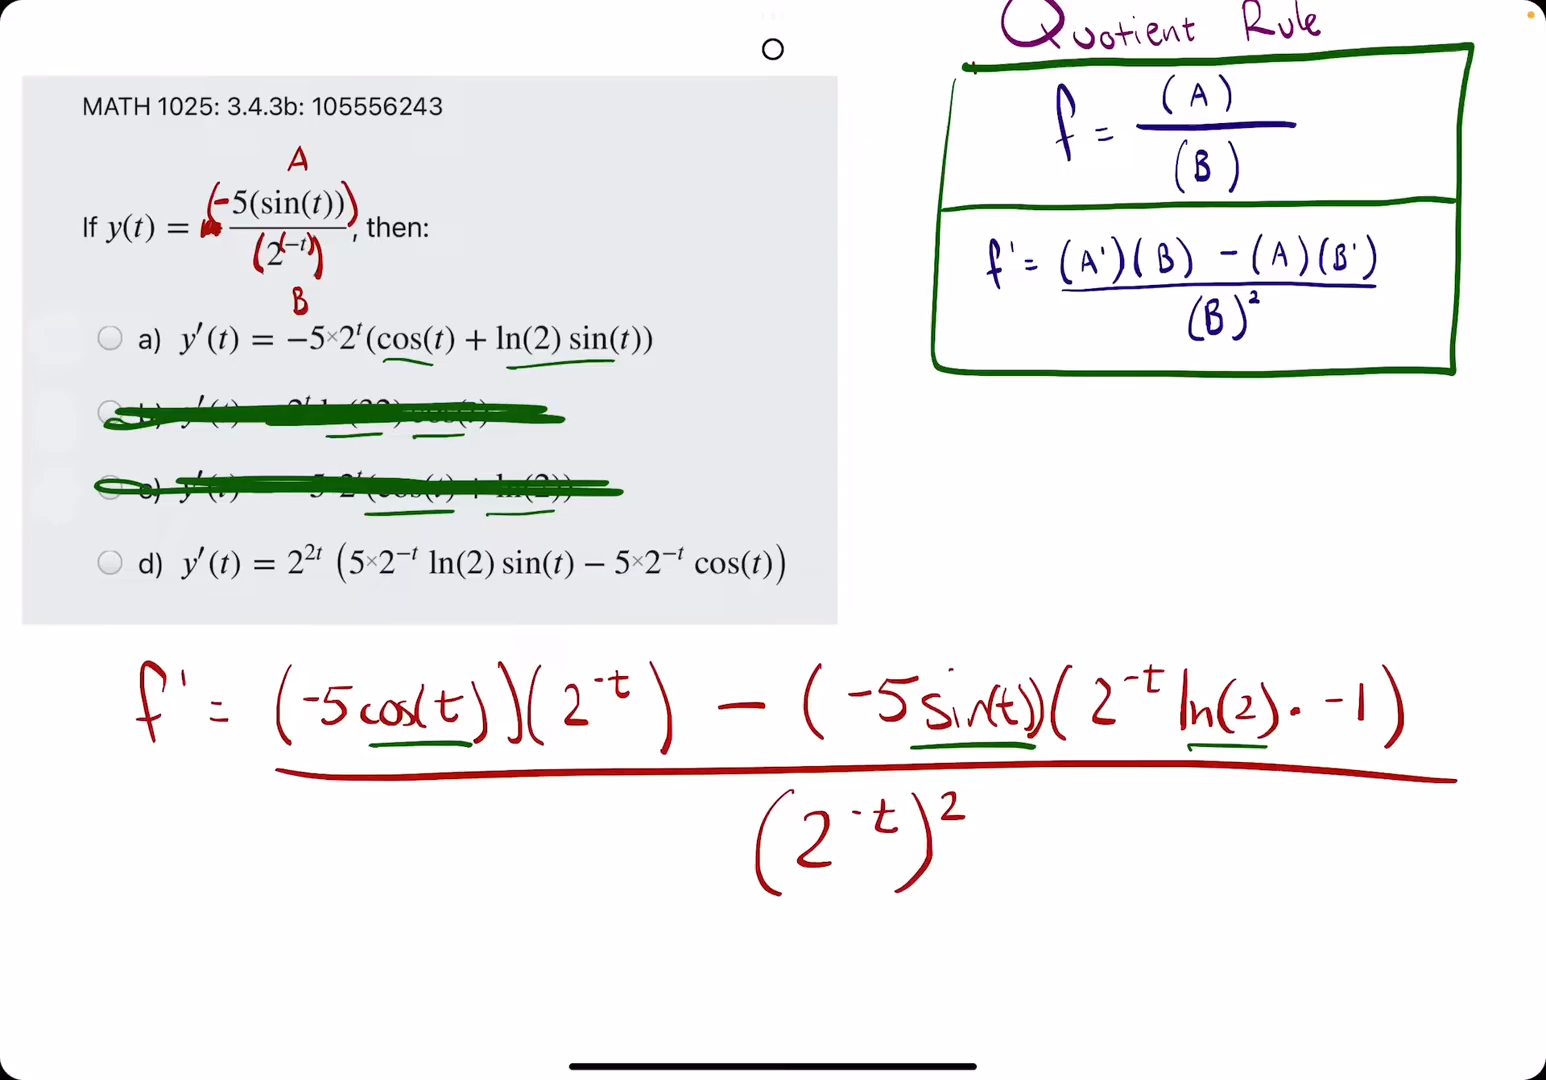 Quotient Rule
f = (A) / (B)
f' = (A')(B) - (A)(B') / (B)²
MATH 1025: 3.4.3b: 105556243
A
If y(t) = (-5(sin(t))) / (2^(-t)), then:
B
a) y′(t) = −5×2^t(cos(t) + ln(2) sin(t))
d) y′(t) = 2^2t (5×2^−t ln(2) sin(t) − 5×2^−t cos(t))
f' = (-5cos(t))(2^-t) - (-5sin(t))(2^-t ln(2)·-1)
(2^-t)²